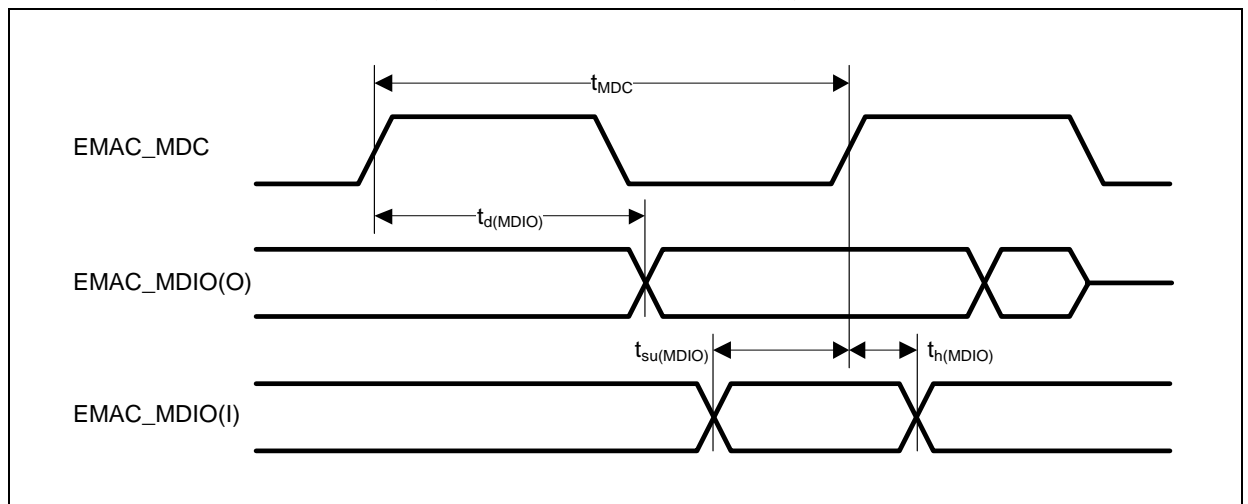 tMDC
EMAC_MDC
td(MDIO)
EMAC_MDIO(O)
tsu(MDIO) th(MDIO)
EMAC_MDIO(I)